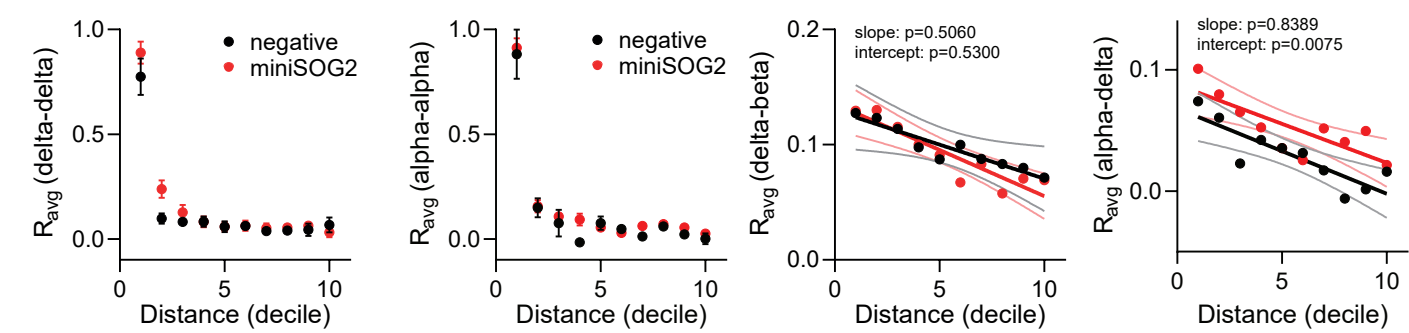 R_avg (delta-delta)
1.0
0.5
0.0
negative
miniSOG2
0
5
10
Distance (decile)
R_avg (alpha-alpha)
1.0
0.5
0.0
negative
miniSOG2
0
5
10
Distance (decile)
R_avg (delta-beta)
0.2
0.1
0.0
slope: p=0.5060
intercept: p=0.5300
0
5
10
Distance (decile)
R_avg (alpha-delta)
0.1
0.0
slope: p=0.8389
intercept: p=0.0075
0
5
10
Distance (decile)